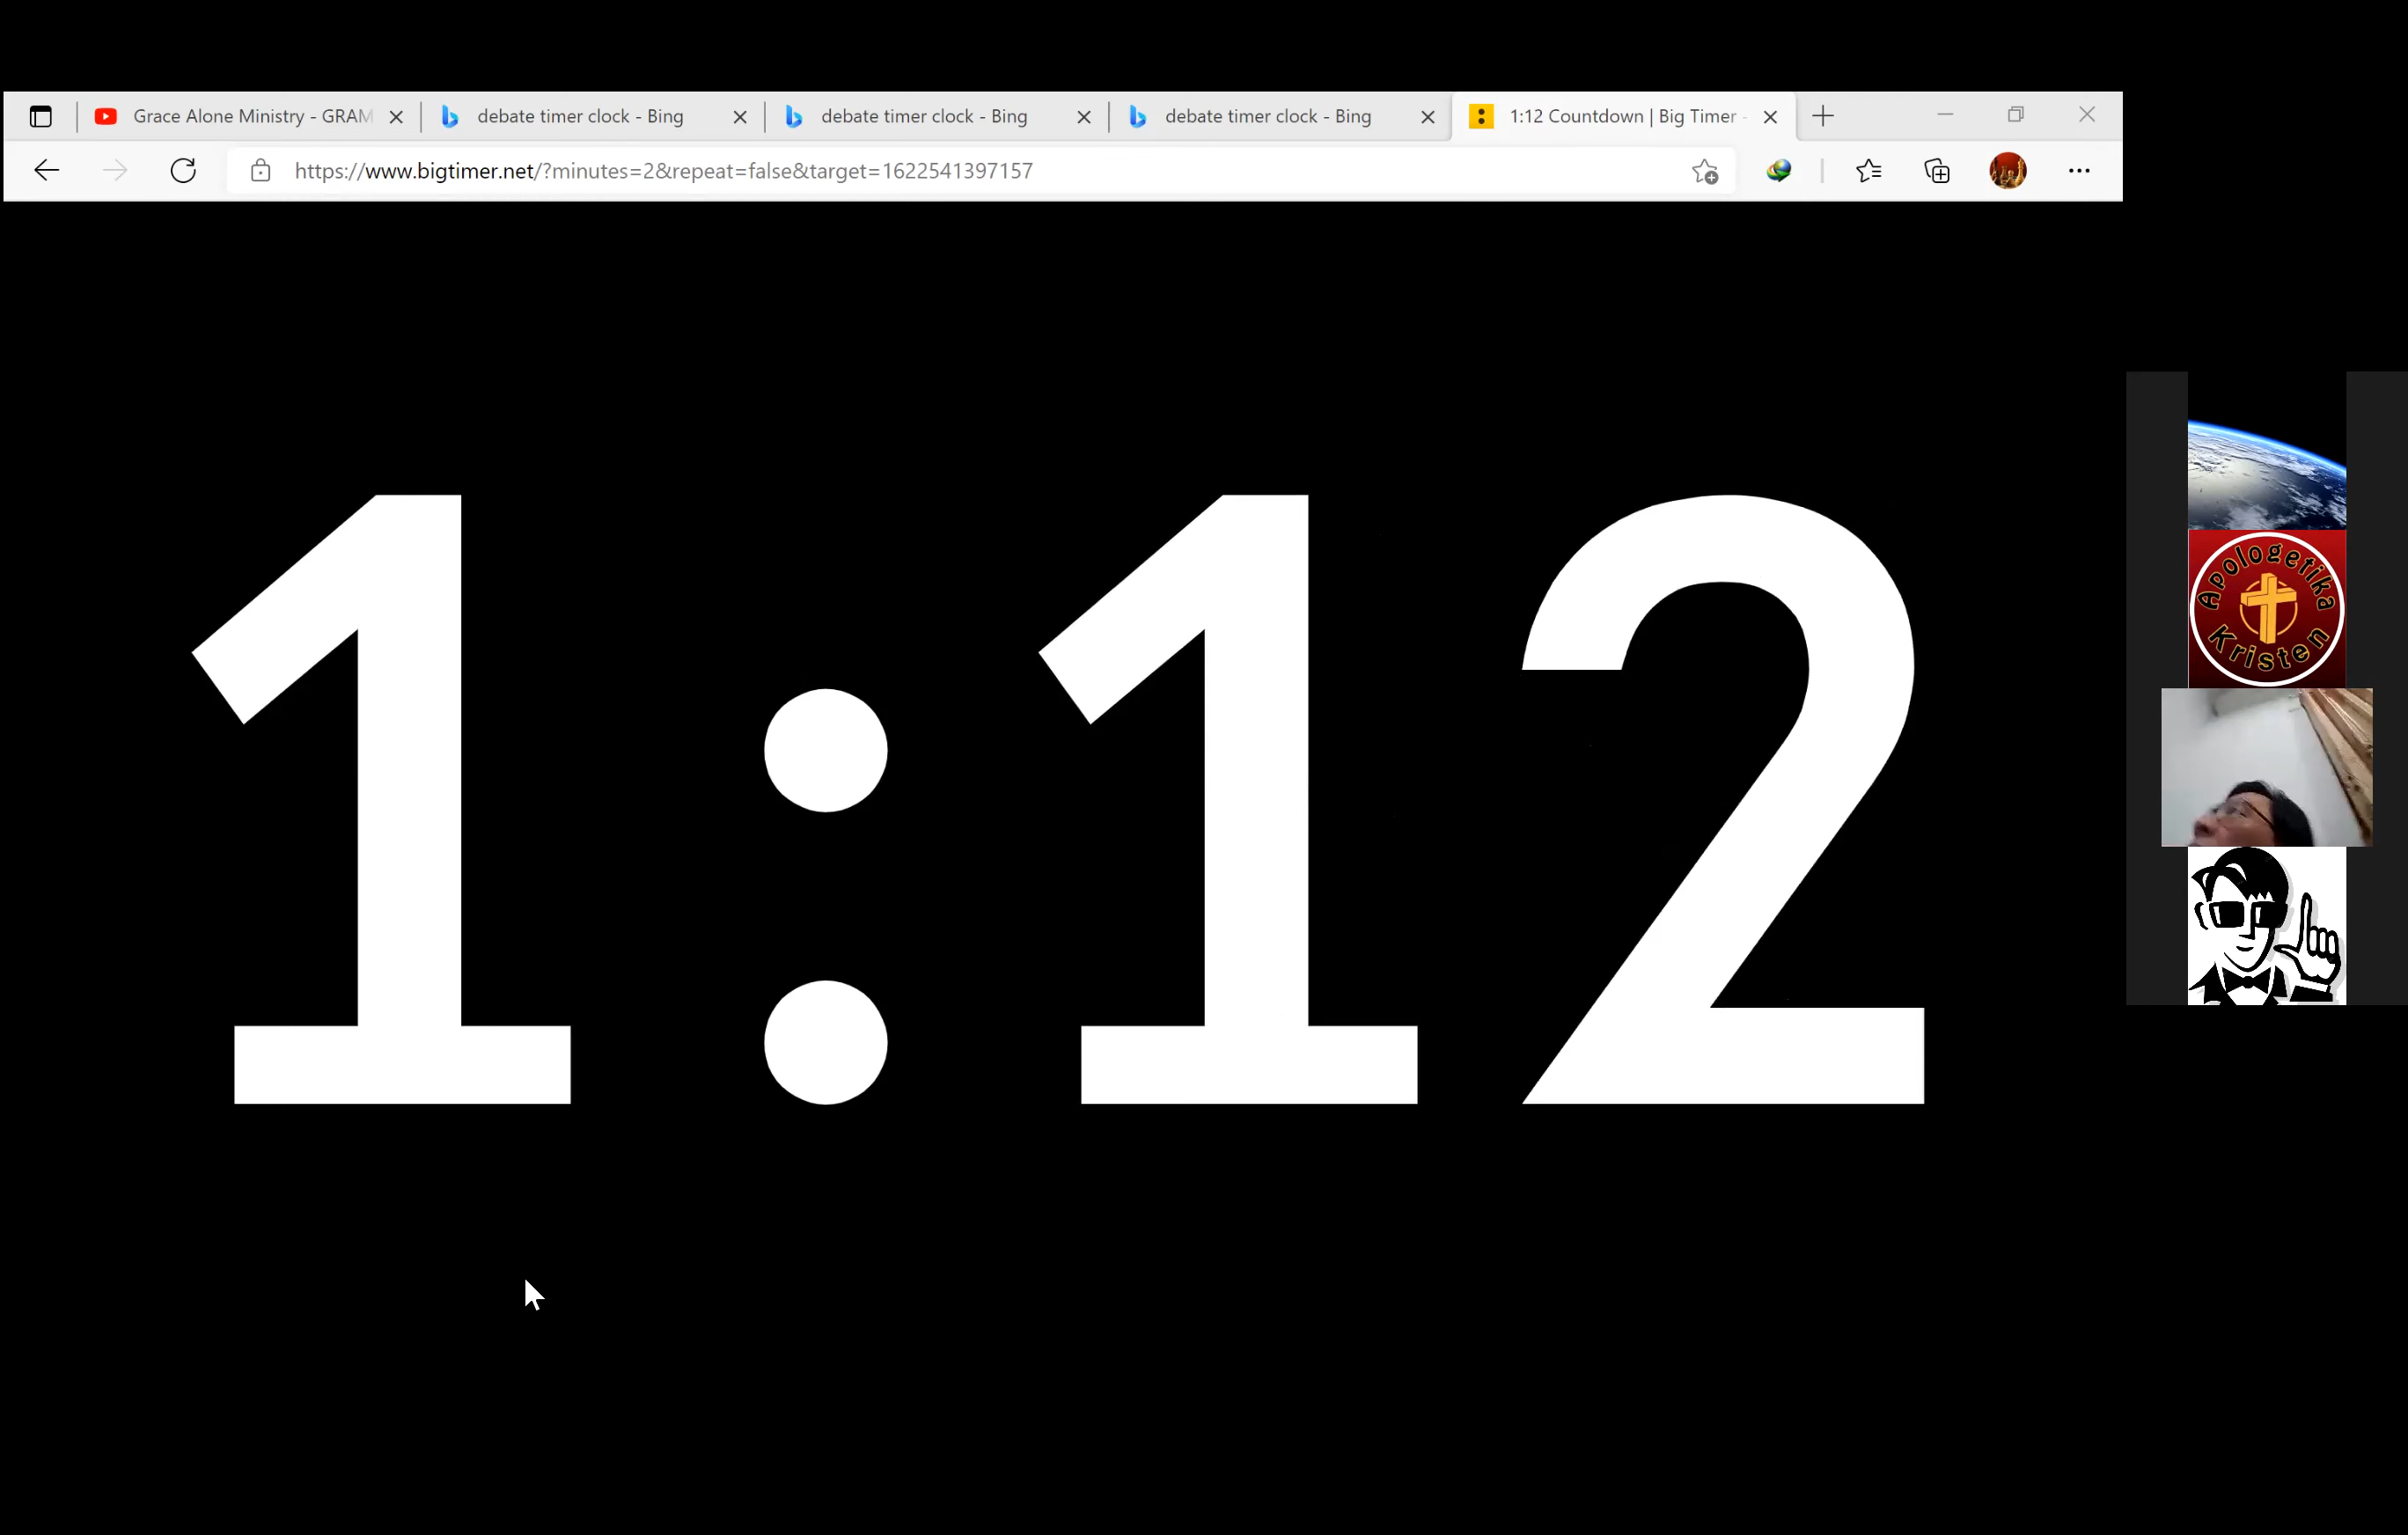 Grace Alone Ministry - GRAM
debate timer clock - Bing
debate timer clock - Bing
debate timer clock - Bing
1:12 Countdown | Big Timer -
https://www.bigtimer.net/?minutes=2&repeat=false&target=1622541397157
1:12
Apologetika
Kristen